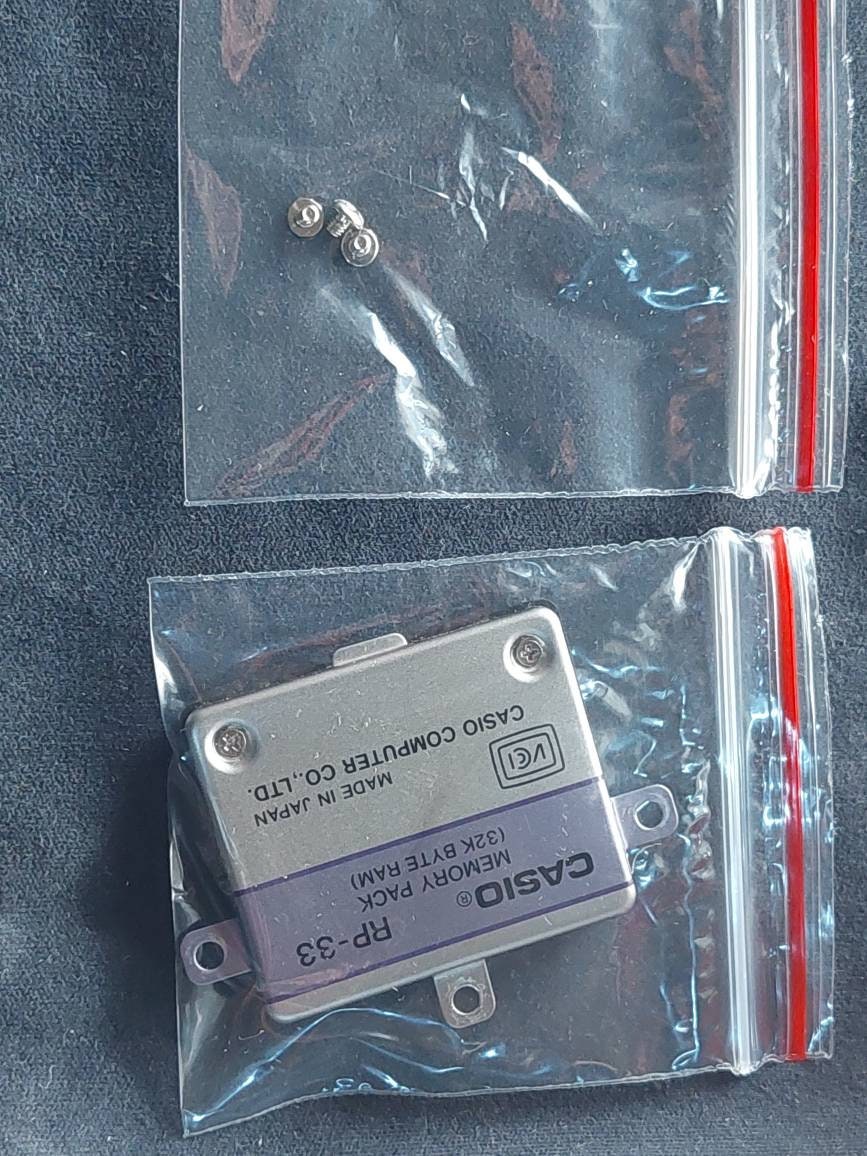 RP-33
CASIO® MEMORY PACK
(32K BYTE RAM)
MADE IN JAPAN
VCI
CASIO COMPUTER CO.,LTD.